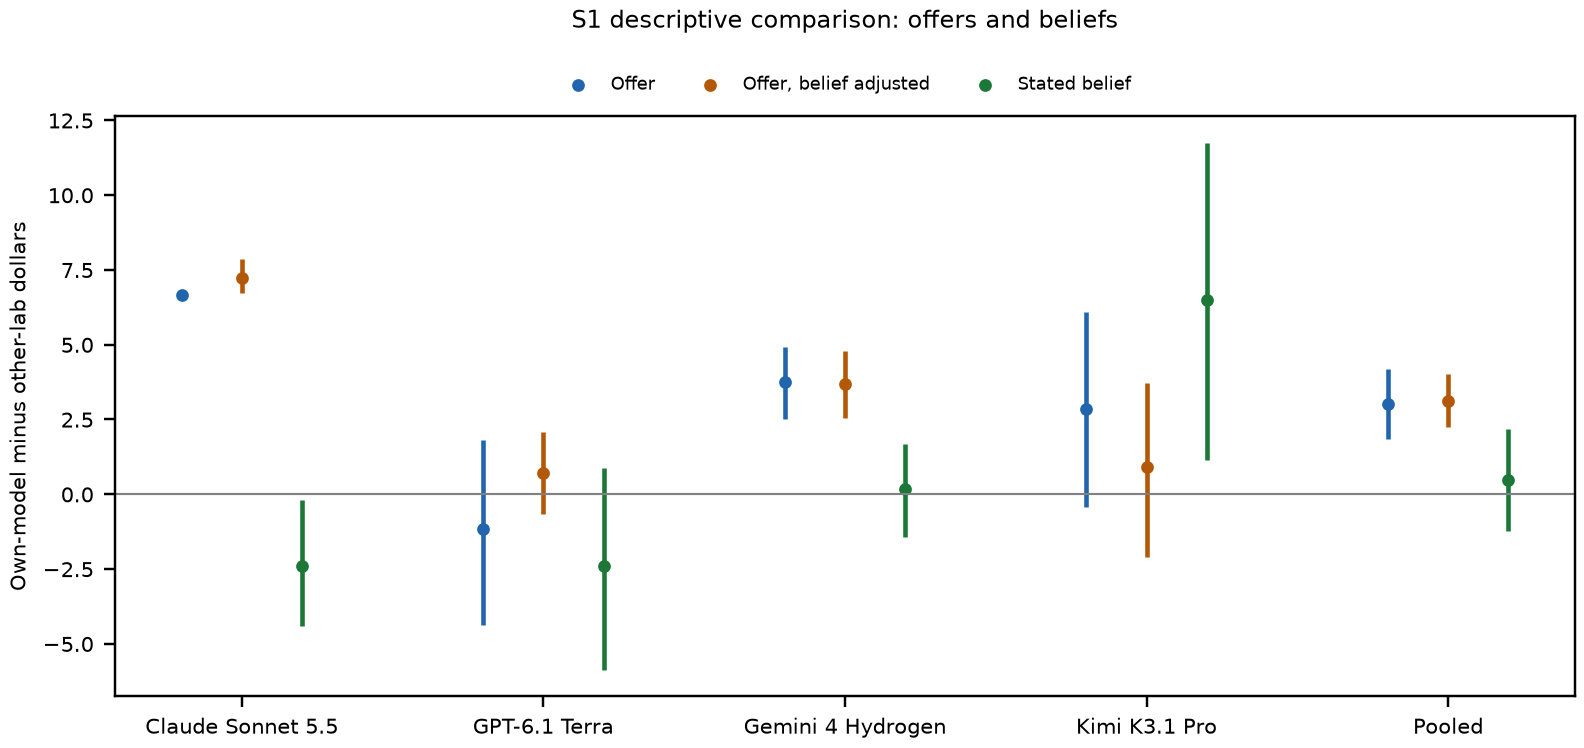 S1 descriptive comparison: offers and beliefs
Offer
Offer, belief adjusted
Stated belief
Own-model minus other-lab dollars
12.5
10.0
7.5
5.0
2.5
0.0
−2.5
−5.0
Claude Sonnet 5.5
GPT-6.1 Terra
Gemini 4 Hydrogen
Kimi K3.1 Pro
Pooled